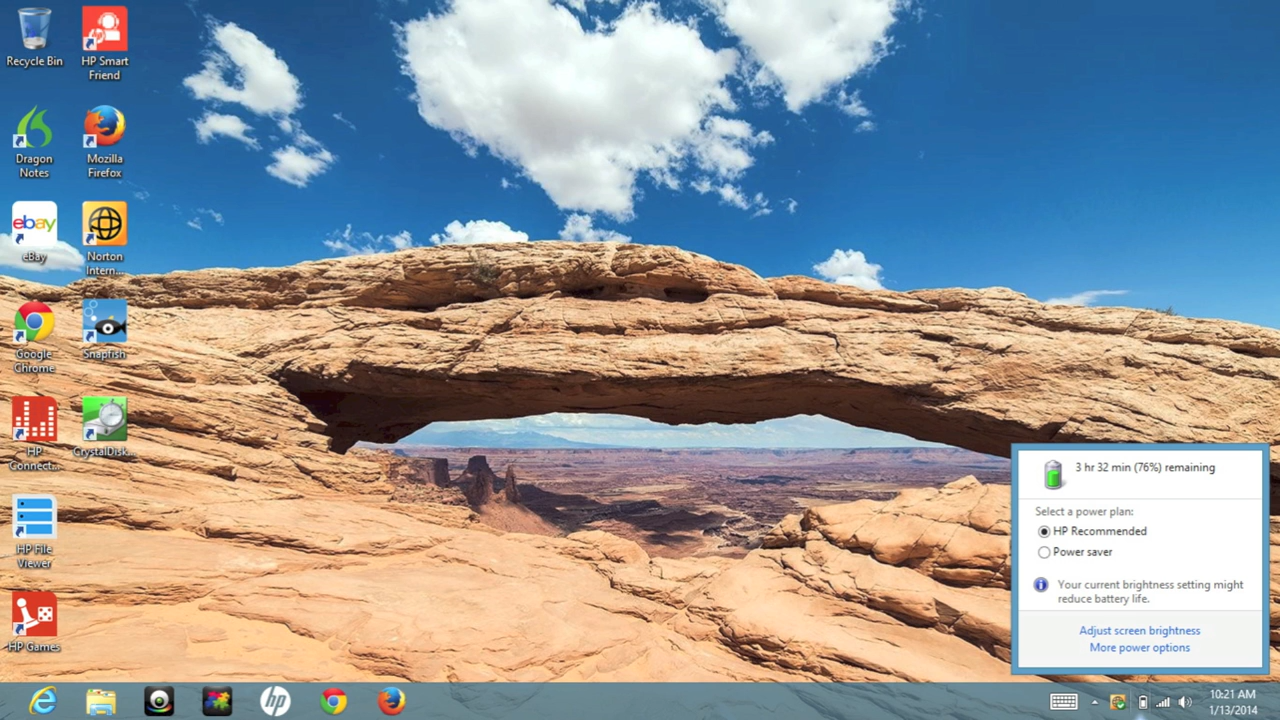 Recycle Bin
HP Smart
Friend
Dragon
Notes
Mozilla
Firefox
ebay
eBay
Norton
Intern...
Google
Chrome
Snapfish
HP
Connect...
CrystalDisk...
HP File
Viewer
HP Games
3 hr 32 min (76%) remaining
Select a power plan:
HP Recommended
Power saver
Your current brightness setting might
reduce battery life.
Adjust screen brightness
More power options
hp
10:21 AM
1/13/2014